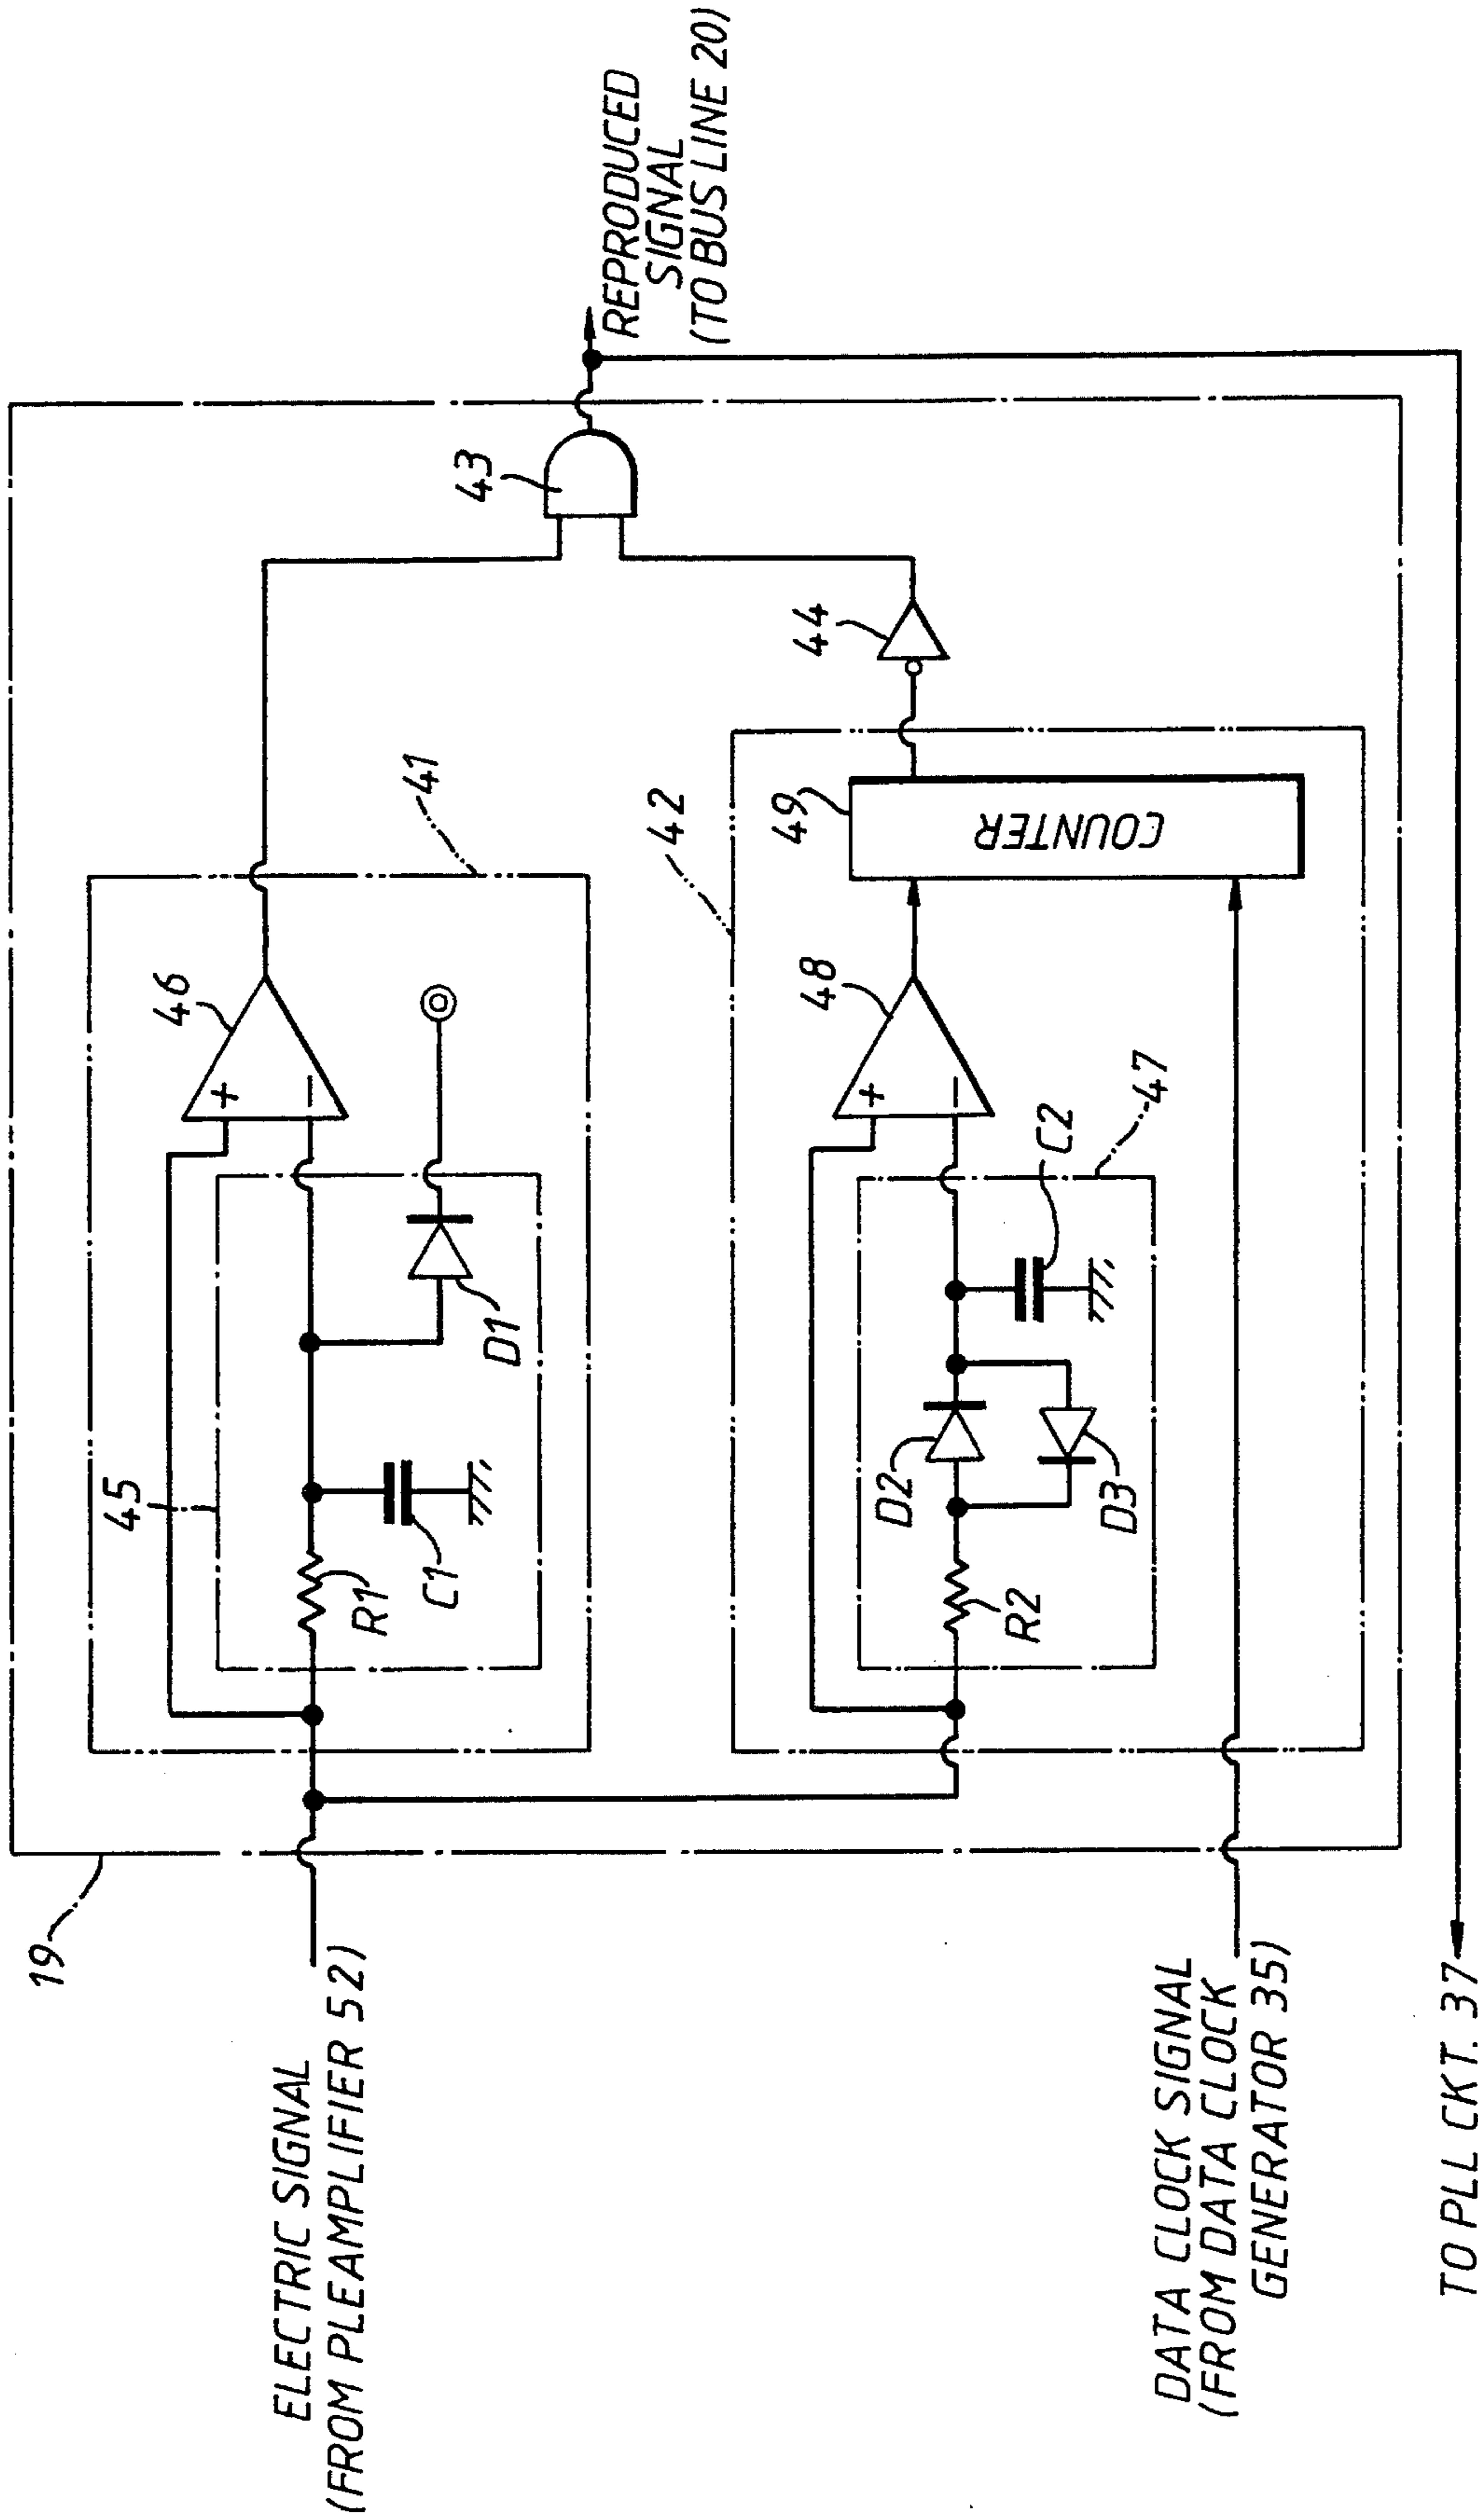 19
ELECTRIC SIGNAL
(FROM PLEAMPLIFIER 52)
45
R1
C1
D1
+
−
46
41
43
REPRODUCED
SIGNAL
(TO BUS LINE 20)
D2
R2
D3
C2
47
+
−
48
42
49
COUNTER
44
DATA CLOCK SIGNAL
(FROM DATA CLOCK
GENERATOR 35)
TO PLL CKT. 37